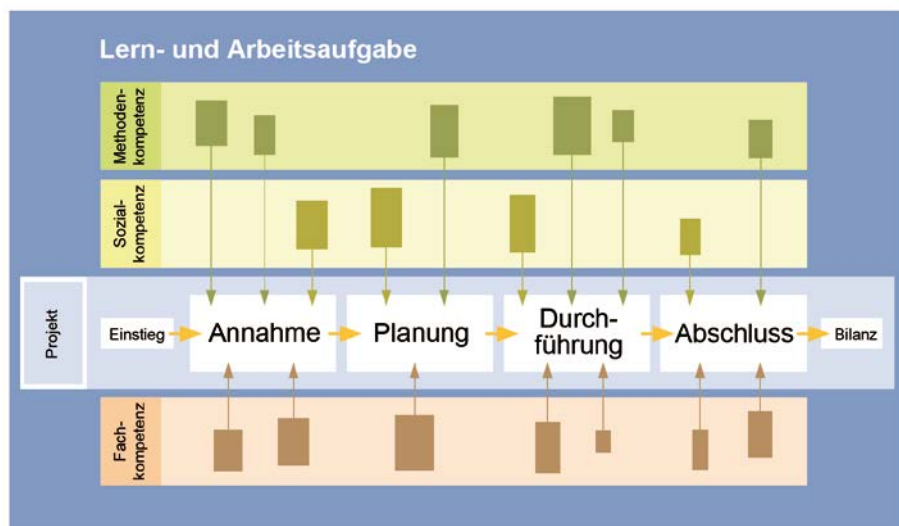 Lern- und Arbeitsaufgabe
Methoden-
kompetenz
Sozial-
kompetenz
Projekt
Einstieg
Annahme
Planung
Durch-
führung
Abschluss
Bilanz
Fach-
kompetenz